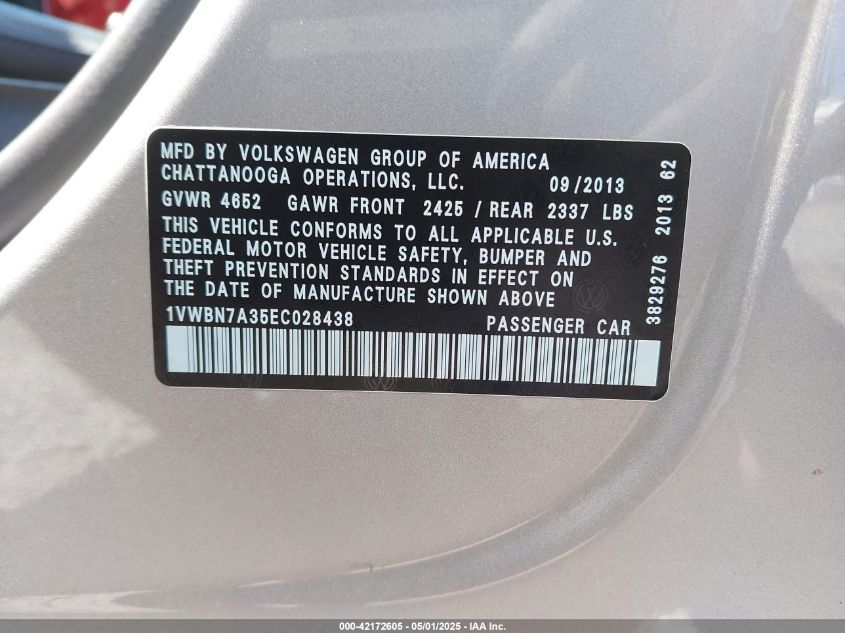 MFD BY VOLKSWAGEN GROUP OF AMERICA
CHATTANOOGA OPERATIONS, LLC. 09/2013
GVWR 4652 GAWR FRONT 2425 / REAR 2337 LBS
THIS VEHICLE CONFORMS TO ALL APPLICABLE U.S.
FEDERAL MOTOR VEHICLE SAFETY, BUMPER AND
THEFT PREVENTION STANDARDS IN EFFECT ON
THE DATE OF MANUFACTURE SHOWN ABOVE
1VWBN7A35EC028438 PASSENGER CAR
3829276 2013 62
000-42172605 - 05/01/2025 - IAA Inc.